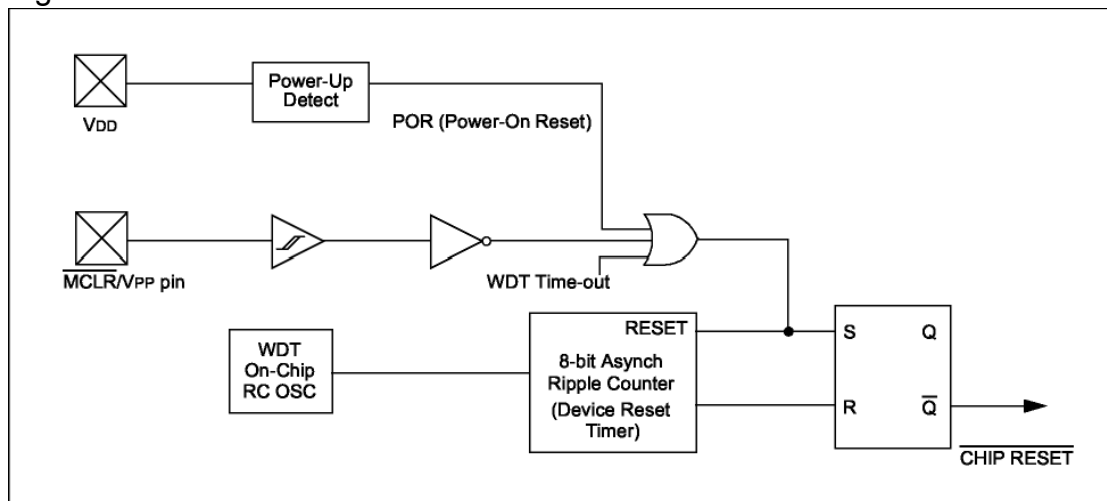 Power-Up
Detect
VDD
POR (Power-On Reset)
MCLR/VPP pin
WDT Time-out
WDT
On-Chip
RC OSC
RESET
8-bit Asynch
Ripple Counter
(Device Reset
Timer)
S Q
R Q
CHIP RESET